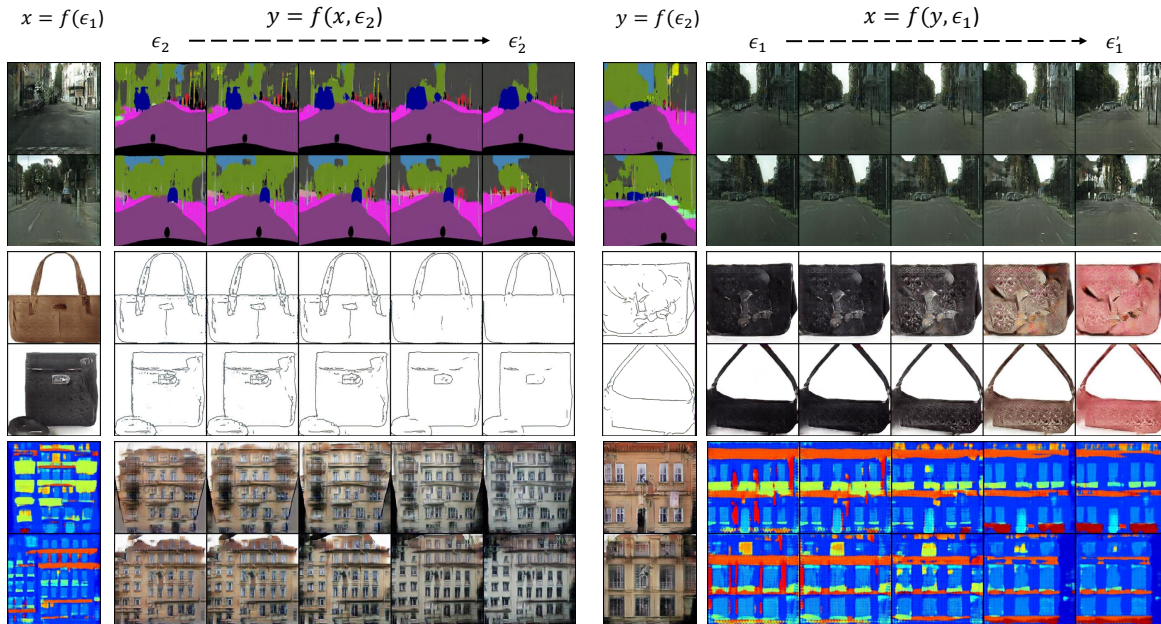 x = f(ϵ₁)
y = f(x, ϵ₂)
y = f(ϵ₂)
x = f(y, ϵ₁)
ϵ₂
ϵ₂′
ϵ₁
ϵ₁′